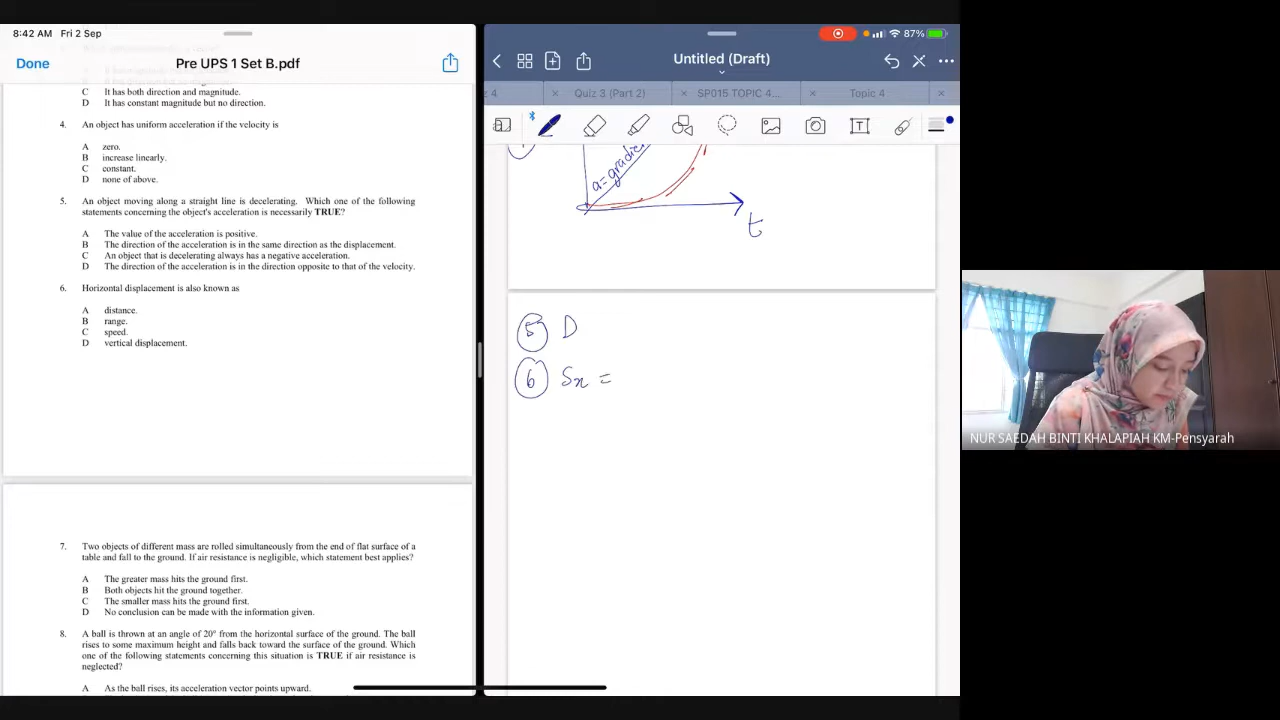 8:42 AM Fri 2 Sep
87%
Done
Pre UPS 1 Set B.pdf
Untitled (Draft)
C It has both direction and magnitude.
D It has constant magnitude but no direction.
4. An object has uniform acceleration if the velocity is
A zero.
B increase linearly.
C constant.
D none of above.
5. An object moving along a straight line is decelerating. Which one of the following
statements concerning the object's acceleration is necessarily TRUE?
A The value of the acceleration is positive.
B The direction of the acceleration is in the same direction as the displacement.
C An object that is decelerating always has a negative acceleration.
D The direction of the acceleration is in the direction opposite to that of the velocity.
6. Horizontal displacement is also known as
A distance.
B range.
C speed.
D vertical displacement.
7. Two objects of different mass are rolled simultaneously from the end of flat surface of a
table and fall to the ground. If air resistance is negligible, which statement best applies?
A The greater mass hits the ground first.
B Both objects hit the ground together.
C The smaller mass hits the ground first.
D No conclusion can be made with the information given.
8. A ball is thrown at an angle of 20° from the horizontal surface of the ground. The ball
rises to some maximum height and falls back toward the surface of the ground. Which
one of the following statements concerning this situation is TRUE if air resistance is
neglected?
A As the ball rises, its acceleration vector points upward.
z 4 × Quiz 3 (Part 2) × SP015 TOPIC 4... × Topic 4 ×
a = gradie
t
5 D
6 Sx =
NUR SAEDAH BINTI KHALAPIAH KM-Pensyarah